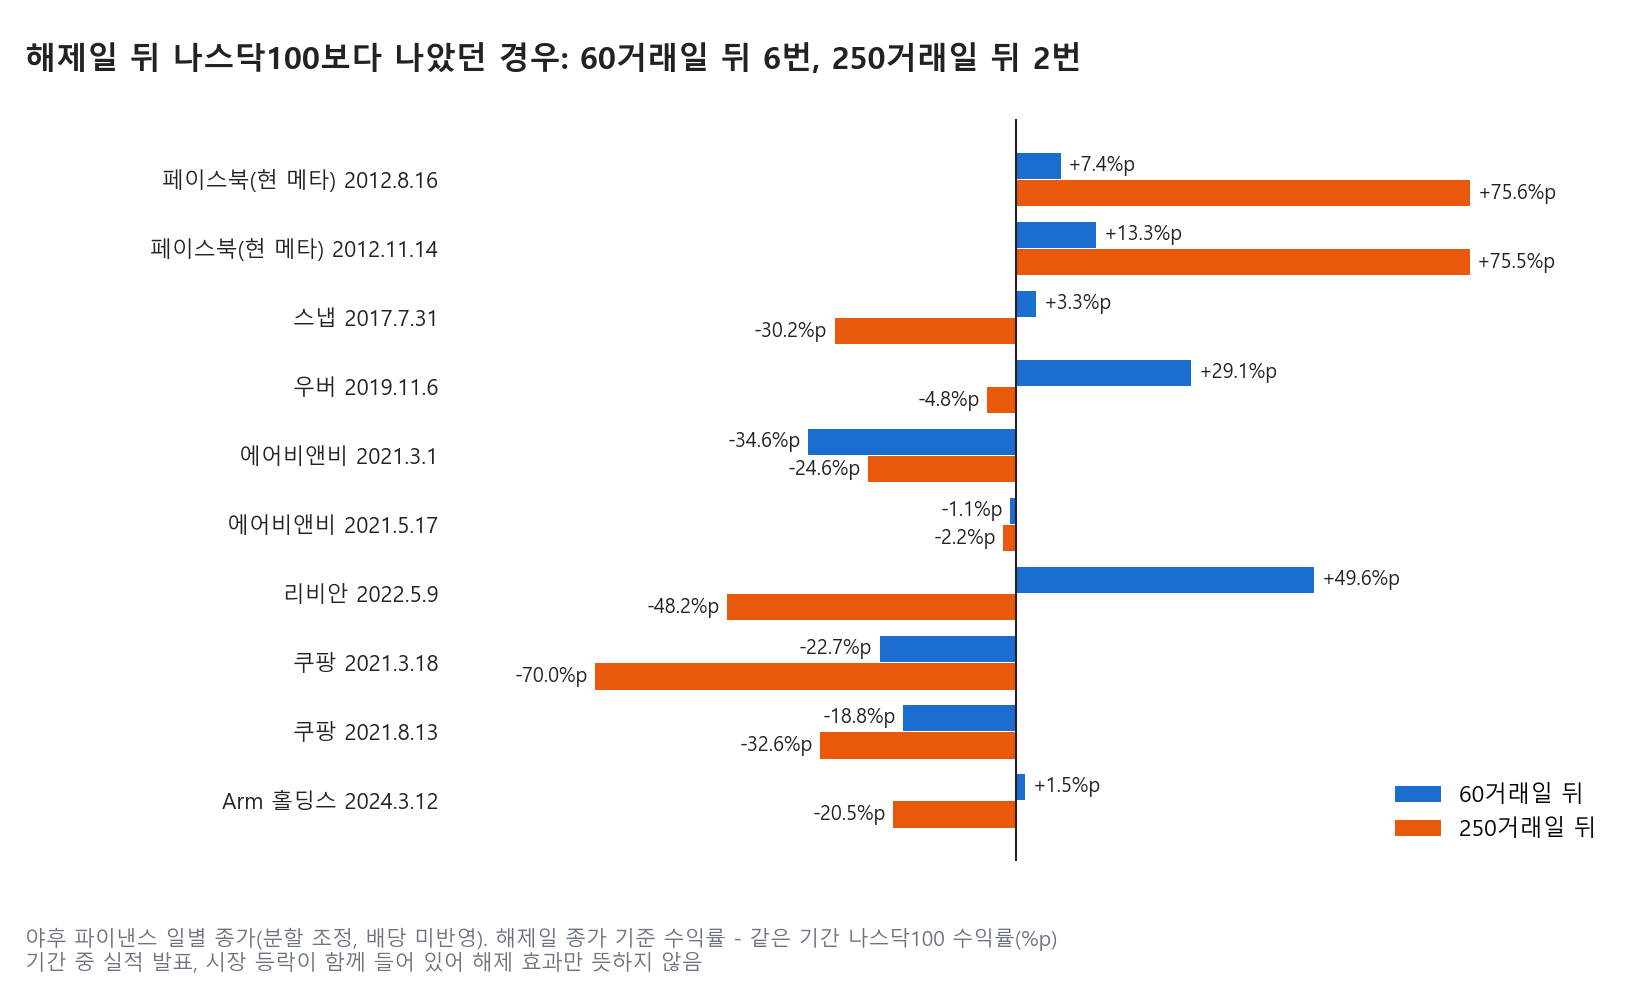 해제일 뒤 나스닥100보다 나았던 경우: 60거래일 뒤 6번, 250거래일 뒤 2번
페이스북(현 메타) 2012.8.16
+7.4%p
+75.6%p
페이스북(현 메타) 2012.11.14
+13.3%p
+75.5%p
스냅 2017.7.31
+3.3%p
-30.2%p
우버 2019.11.6
+29.1%p
-4.8%p
에어비앤비 2021.3.1
-34.6%p
-24.6%p
에어비앤비 2021.5.17
-1.1%p
-2.2%p
리비안 2022.5.9
+49.6%p
-48.2%p
쿠팡 2021.3.18
-22.7%p
-70.0%p
쿠팡 2021.8.13
-18.8%p
-32.6%p
Arm 홀딩스 2024.3.12
+1.5%p
-20.5%p
60거래일 뒤
250거래일 뒤
야후 파이낸스 일별 종가(분할 조정, 배당 미반영). 해제일 종가 기준 수익률 - 같은 기간 나스닥100 수익률(%p)
기간 중 실적 발표, 시장 등락이 함께 들어 있어 해제 효과만 뜻하지 않음